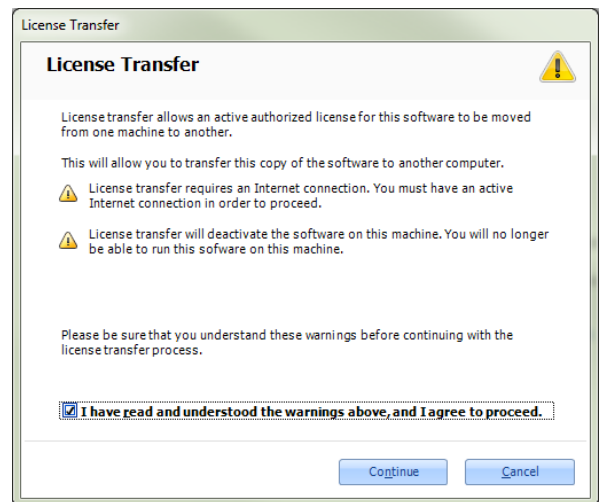 License Transfer
License Transfer
License transfer allows an active authorized license for this software to be moved
from one machine to another.
This will allow you to transfer this copy of the software to another computer.
License transfer requires an Internet connection. You must have an active
Internet connection in order to proceed.
License transfer will deactivate the software on this machine. You will no longer
be able to run this sofware on this machine.
Please be sure that you understand these warnings before continuing with the
license transfer process.
I have read and understood the warnings above, and I agree to proceed.
Continue
Cancel